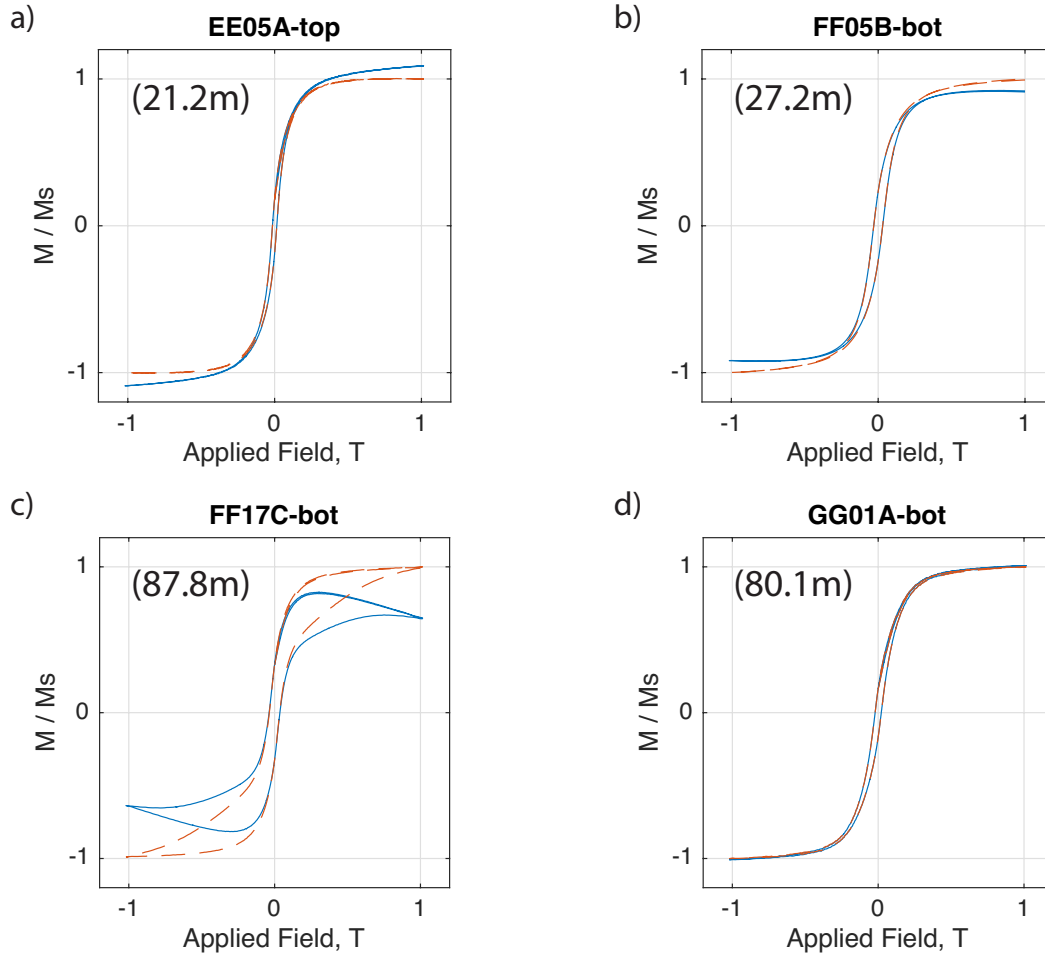 a)
EE05A-top
(21.2m)
1
0
-1
M / Ms
-1
0
1
Applied Field, T
b)
FF05B-bot
(27.2m)
1
0
-1
M / Ms
-1
0
1
Applied Field, T
c)
FF17C-bot
(87.8m)
1
0
-1
M / Ms
-1
0
1
Applied Field, T
d)
GG01A-bot
(80.1m)
1
0
-1
M / Ms
-1
0
1
Applied Field, T